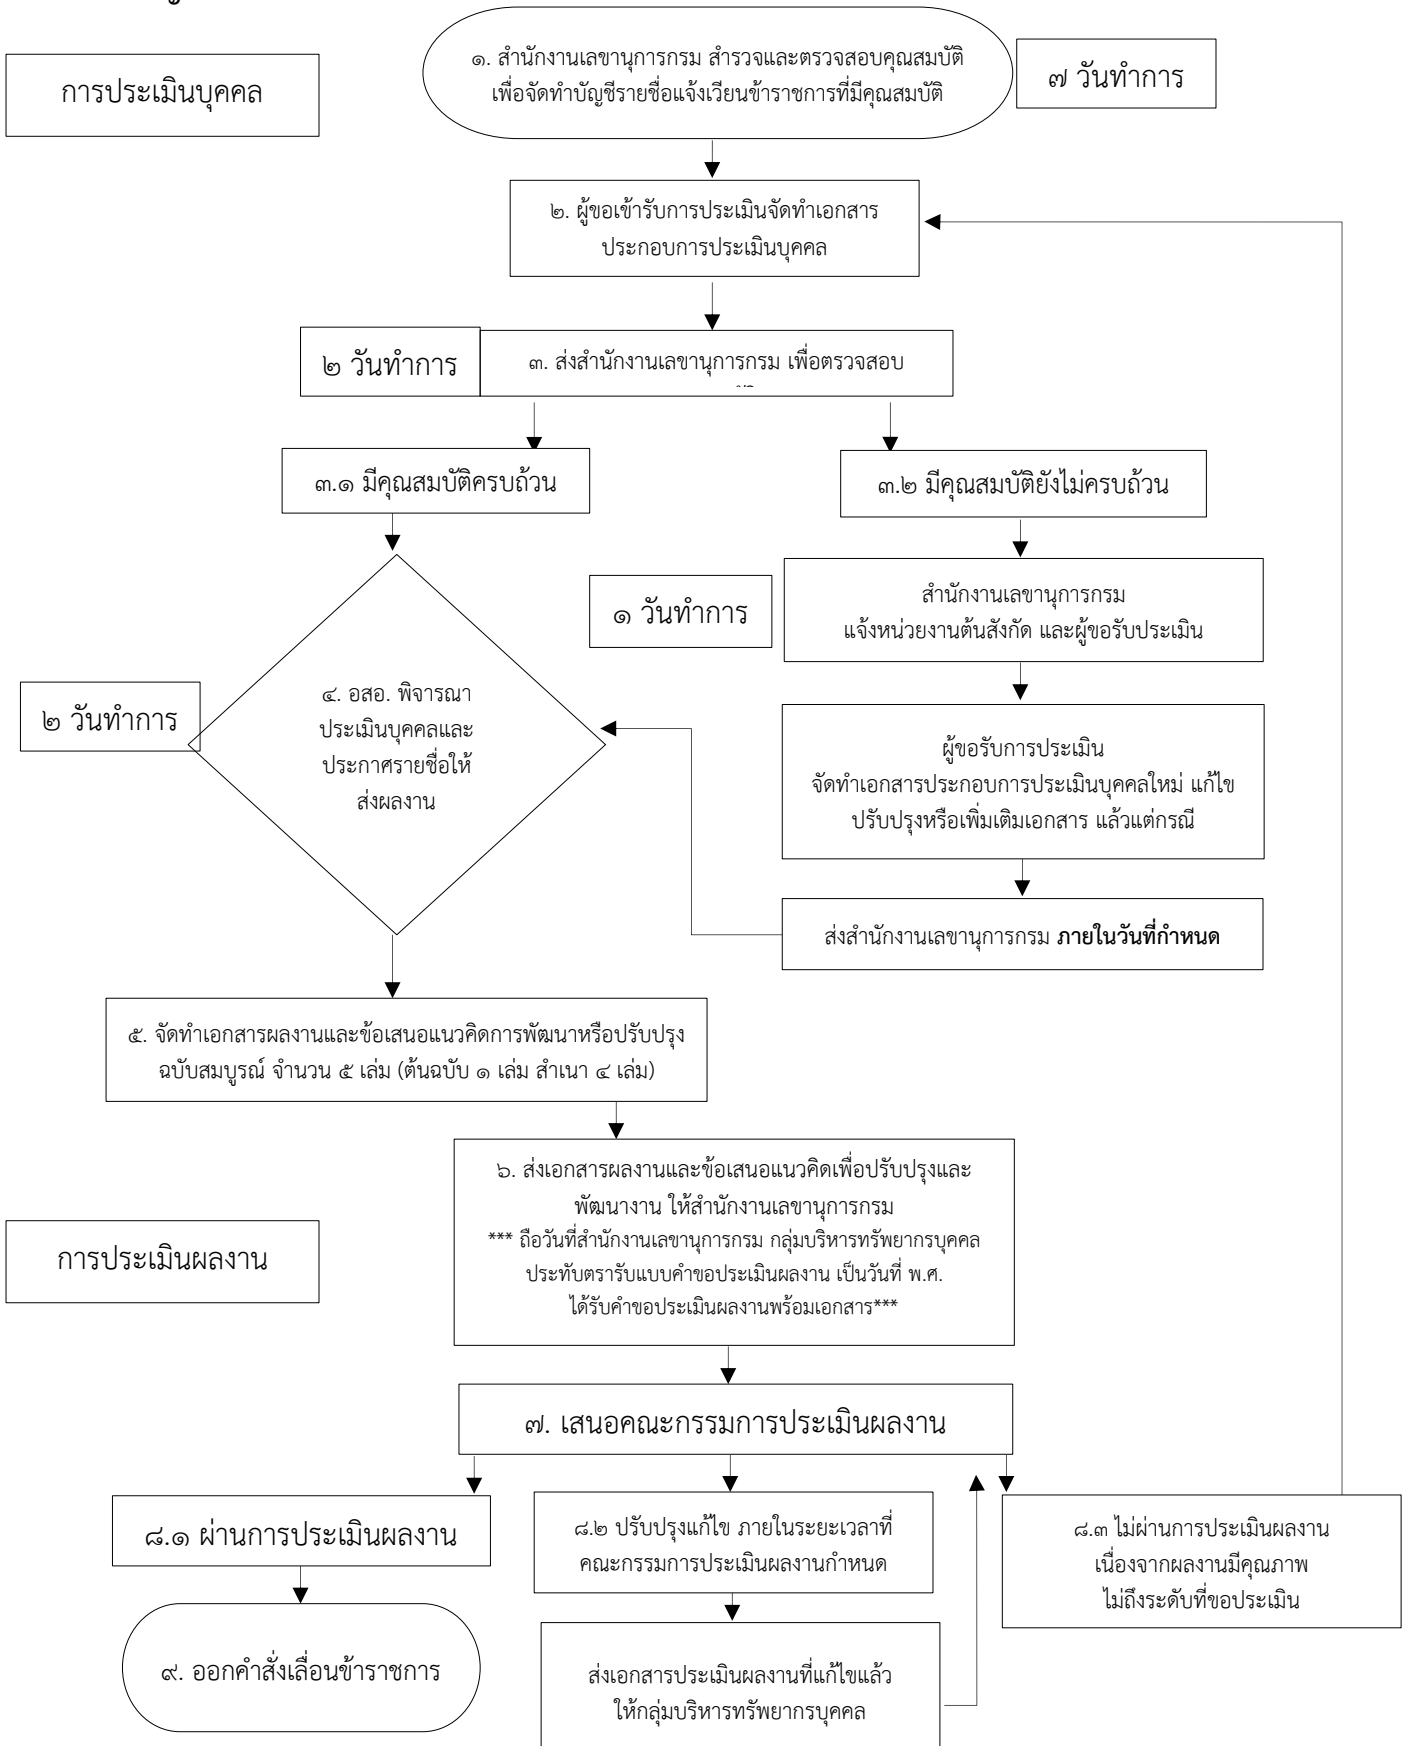 ๑. สำนักงานเลขานุการกรม สำรวจและตรวจสอบคุณสมบัติ
เพื่อจัดทำบัญชีรายชื่อแจ้งเวียนข้าราชการที่มีคุณสมบัติ
๗ วันทำการ
การประเมินบุคคล
๒. ผู้ขอเข้ารับการประเมินจัดทำเอกสาร
ประกอบการประเมินบุคคล
๒ วันทำการ
๓. ส่งสำนักงานเลขานุการกรม เพื่อตรวจสอบ
๓.๑ มีคุณสมบัติครบถ้วน
๓.๒ มีคุณสมบัติยังไม่ครบถ้วน
๑ วันทำการ
สำนักงานเลขานุการกรม
แจ้งหน่วยงานต้นสังกัด และผู้ขอรับประเมิน
๒ วันทำการ
๔. อสอ. พิจารณา
ประเมินบุคคลและ
ประกาศรายชื่อให้
ส่งผลงาน
ผู้ขอรับการประเมิน
จัดทำเอกสารประกอบการประเมินบุคคลใหม่ แก้ไข
ปรับปรุงหรือเพิ่มเติมเอกสาร แล้วแต่กรณี
ส่งสำนักงานเลขานุการกรม ภายในวันที่กำหนด
๕. จัดทำเอกสารผลงานและข้อเสนอแนวคิดการพัฒนาหรือปรับปรุง
ฉบับสมบูรณ์ จำนวน ๕ เล่ม (ต้นฉบับ ๑ เล่ม สำเนา ๔ เล่ม)
๖. ส่งเอกสารผลงานและข้อเสนอแนวคิดเพื่อปรับปรุงและ
พัฒนางาน ให้สำนักงานเลขานุการกรม
*** ถือวันที่สำนักงานเลขานุการกรม กลุ่มบริหารทรัพยากรบุคคล
ประทับตรารับแบบคำขอประเมินผลงาน เป็นวันที่ พ.ศ.
ได้รับคำขอประเมินผลงานพร้อมเอกสาร***
การประเมินผลงาน
๗. เสนอคณะกรรมการประเมินผลงาน
๘.๑ ผ่านการประเมินผลงาน
๘.๒ ปรับปรุงแก้ไข ภายในระยะเวลาที่
คณะกรรมการประเมินผลงานกำหนด
๘.๓ ไม่ผ่านการประเมินผลงาน
เนื่องจากผลงานมีคุณภาพ
ไม่ถึงระดับที่ขอประเมิน
๙. ออกคำสั่งเลื่อนข้าราชการ
ส่งเอกสารประเมินผลงานที่แก้ไขแล้ว
ให้กลุ่มบริหารทรัพยากรบุคคล